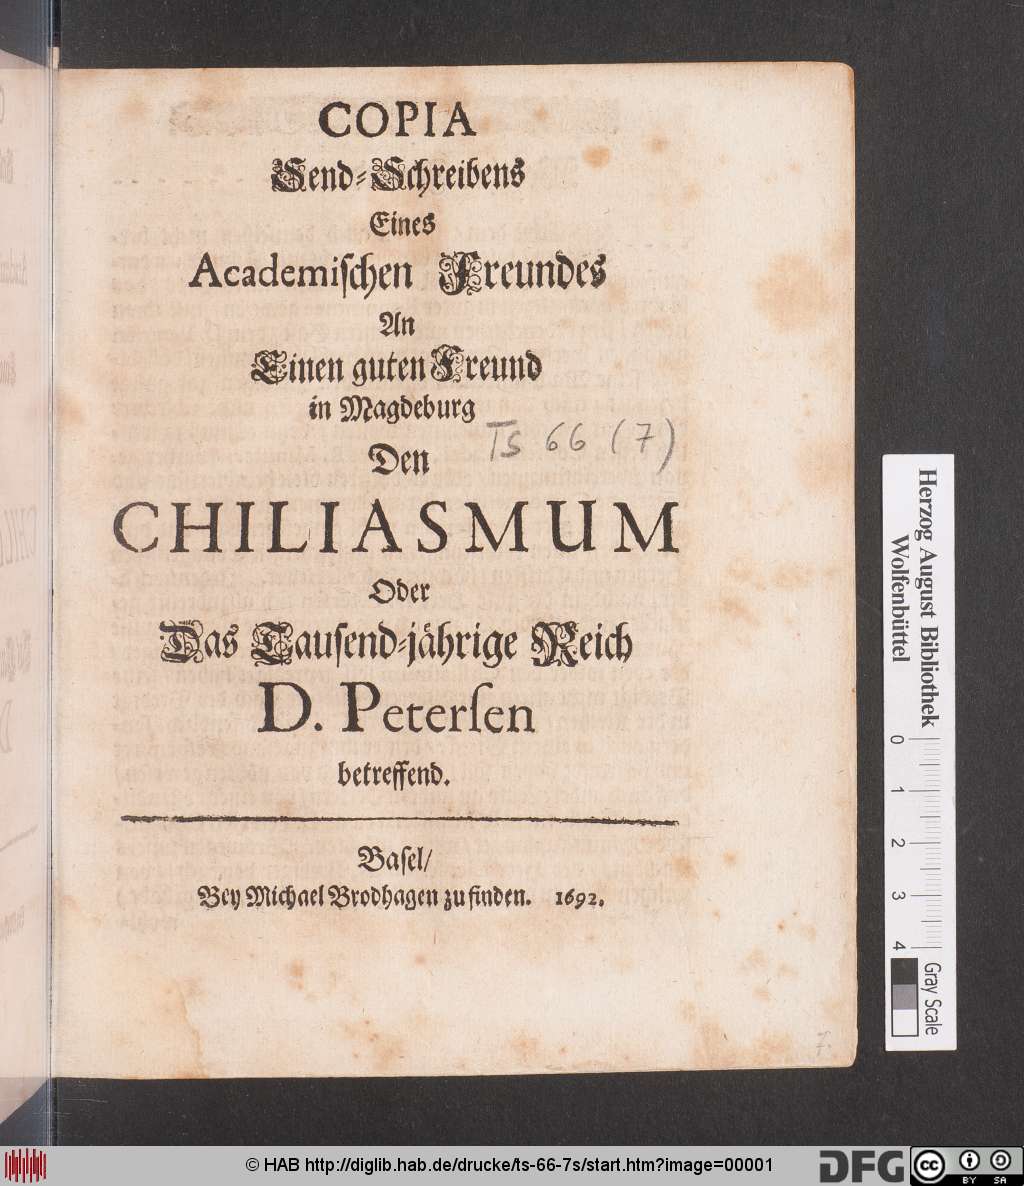 COPIA
Send-Schreibens
Eines
Academiſchen Freundes
An
Einen guten Freund
in Magdeburg
Ts 66 (7)
Den
CHILIASMUM
Oder
Das Tauſend-jährige Reich
D. Peterſen
betreffend.
Baſel/
Bey Michael Brodhagen zu finden. 1692.
7.
Herzog August Bibliothek
Wolfenbüttel
0 1 2 3 4
Gray Scale
© HAB http://diglib.hab.de/drucke/ts-66-7s/start.htm?image=00001
DFG
cc BY SA